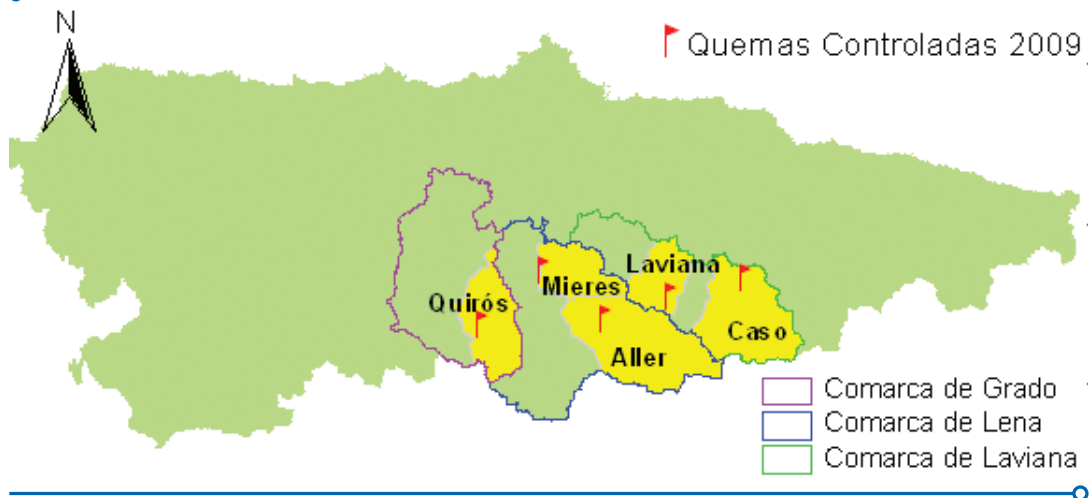 N
Quemas Controladas 2009
Laviana
Mieres
Quirós
Caso
Aller
Comarca de Grado
Comarca de Lena
Comarca de Laviana